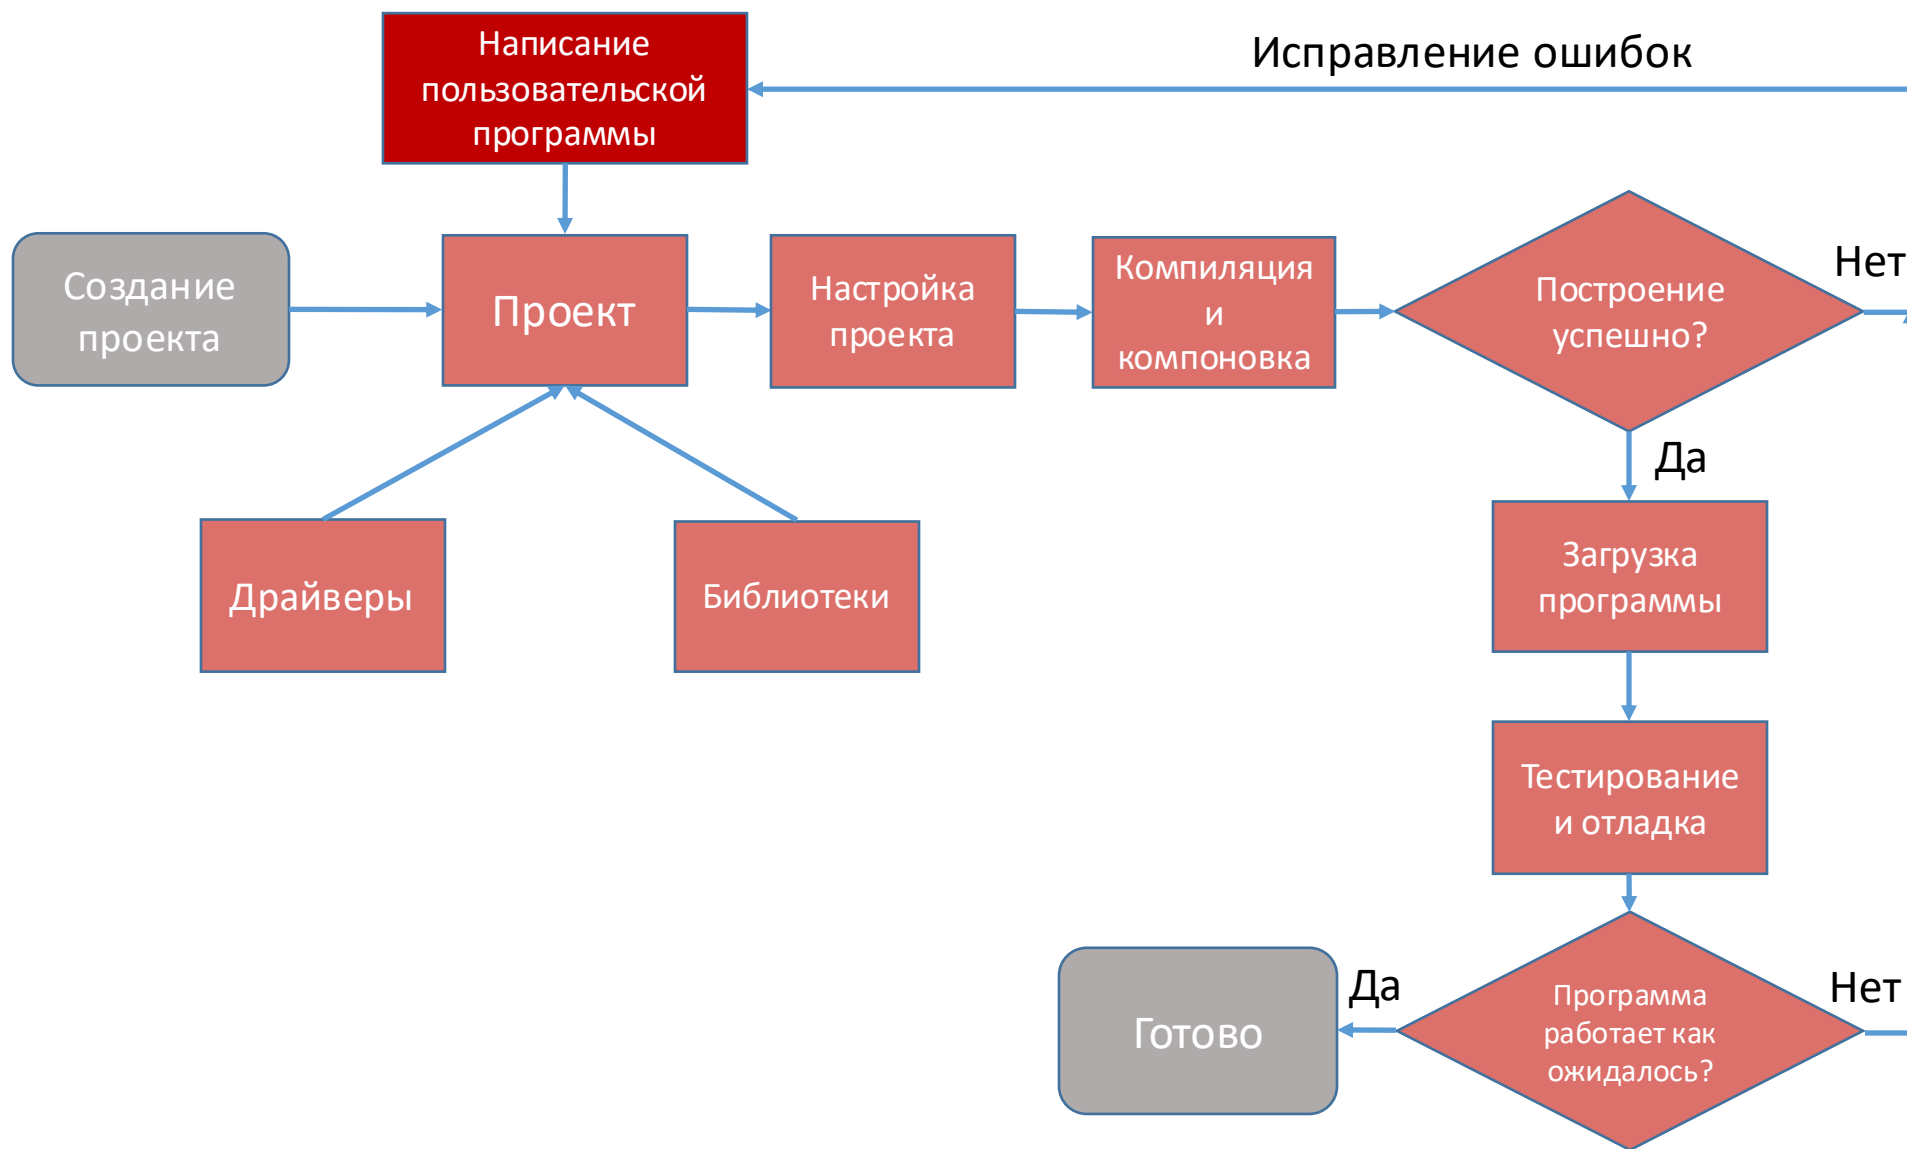 Написание
пользовательской
программы
Исправление ошибок
Создание
проекта
Проект
Настройка
проекта
Компиляция
и
компоновка
Построение
успешно?
Нет
Да
Драйверы
Библиотеки
Загрузка
программы
Тестирование
и отладка
Готово
Да
Программа
работает как
ожидалось?
Нет